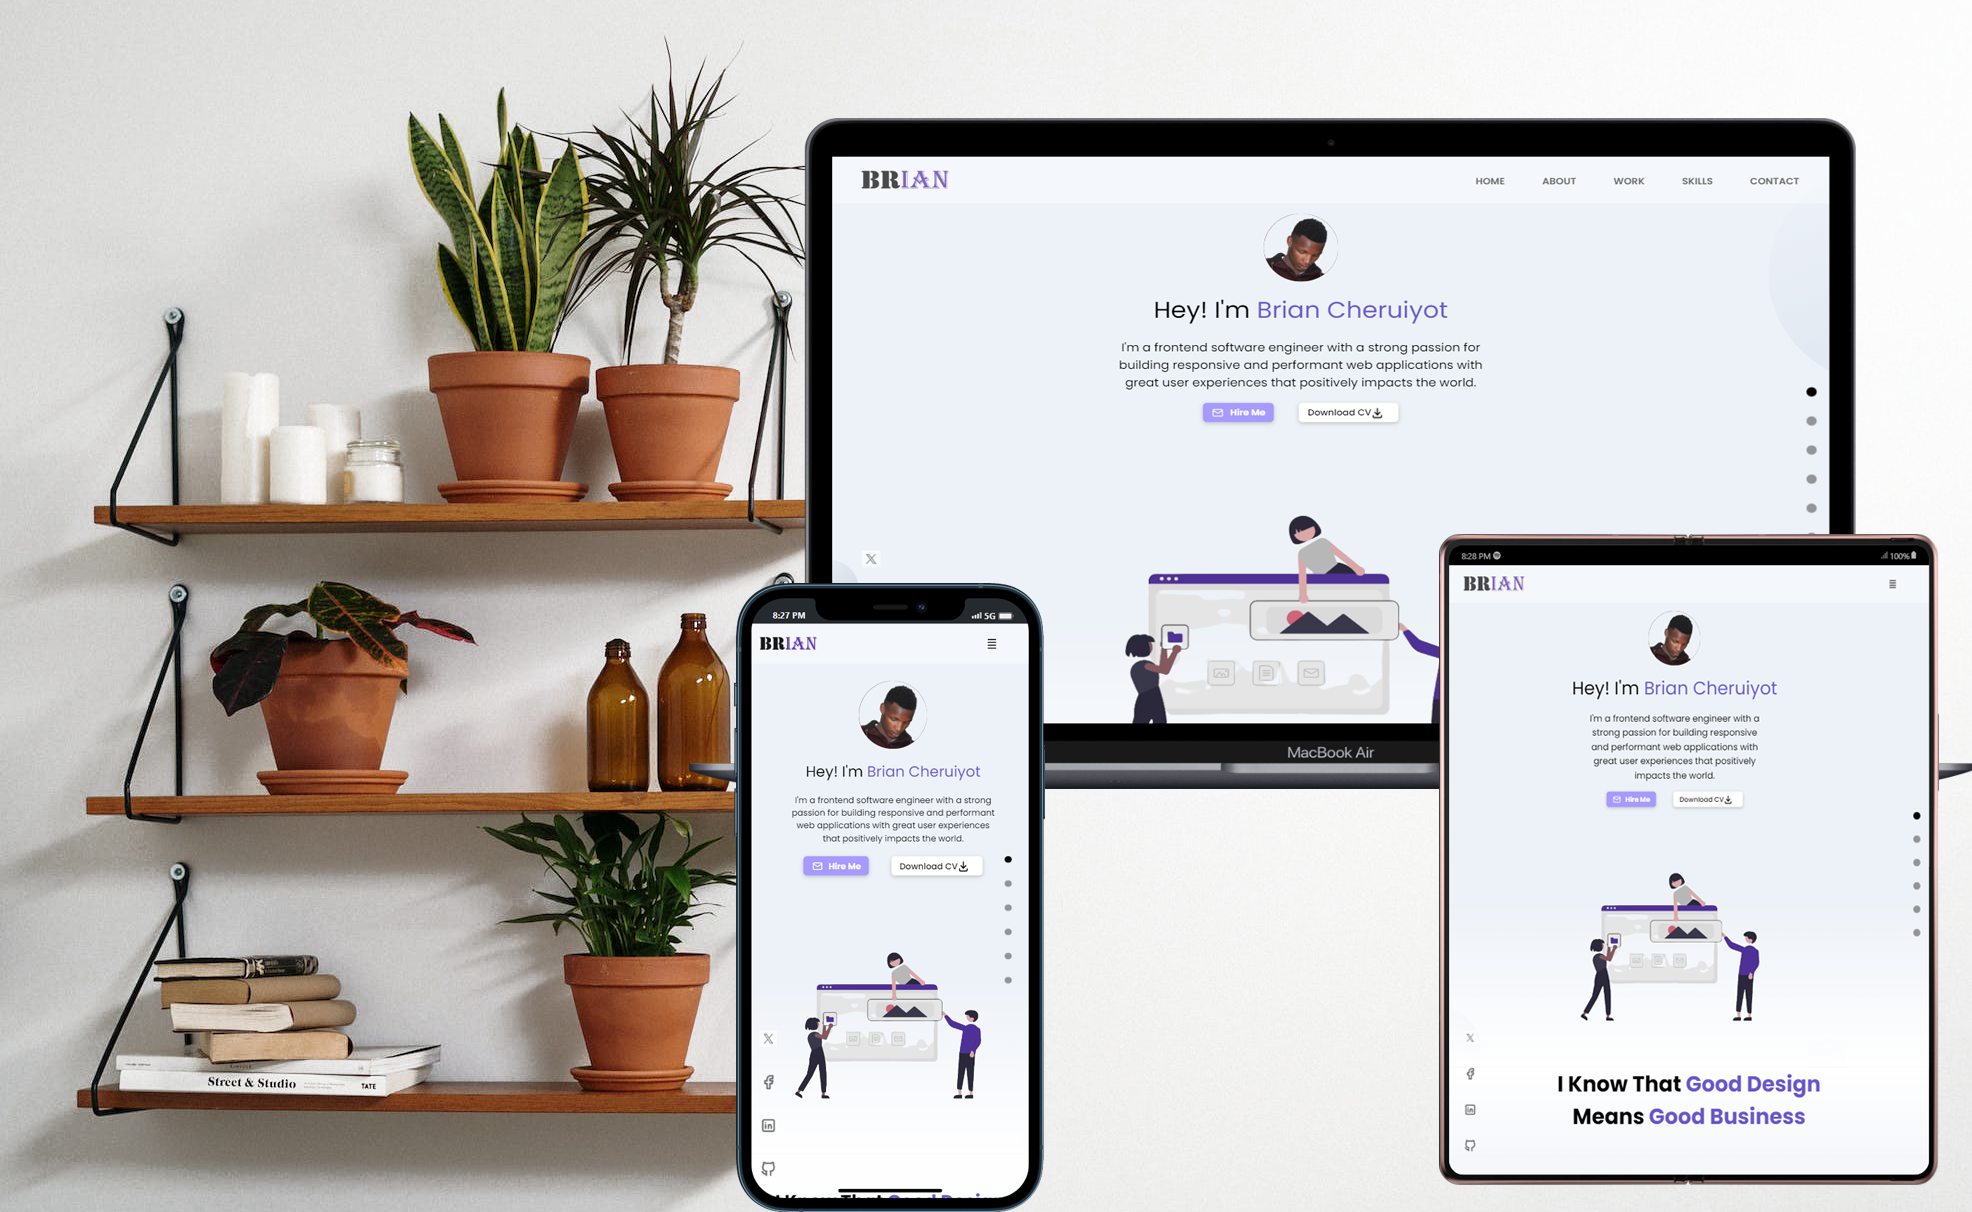 BRIAN
HOME ABOUT WORK SKILLS CONTACT
Hey! I'm Brian Cheruiyot
I'm a frontend software engineer with a strong passion for
building responsive and performant web applications with
great user experiences that positively impacts the world.
Hire Me Download CV
MacBook Air
8:27 PM 5G
BRIAN
Hey! I'm Brian Cheruiyot
I'm a frontend software engineer with a strong
passion for building responsive and performant
web applications with great user experiences
that positively impacts the world.
Hire Me Download CV
I Know That Good Design
8:28 PM 100%
BRIAN
Hey! I'm Brian Cheruiyot
I'm a frontend software engineer with a
strong passion for building responsive
and performant web applications with
great user experiences that positively
impacts the world.
Hire Me Download CV
I Know That Good Design
Means Good Business
Street & Studio TATE